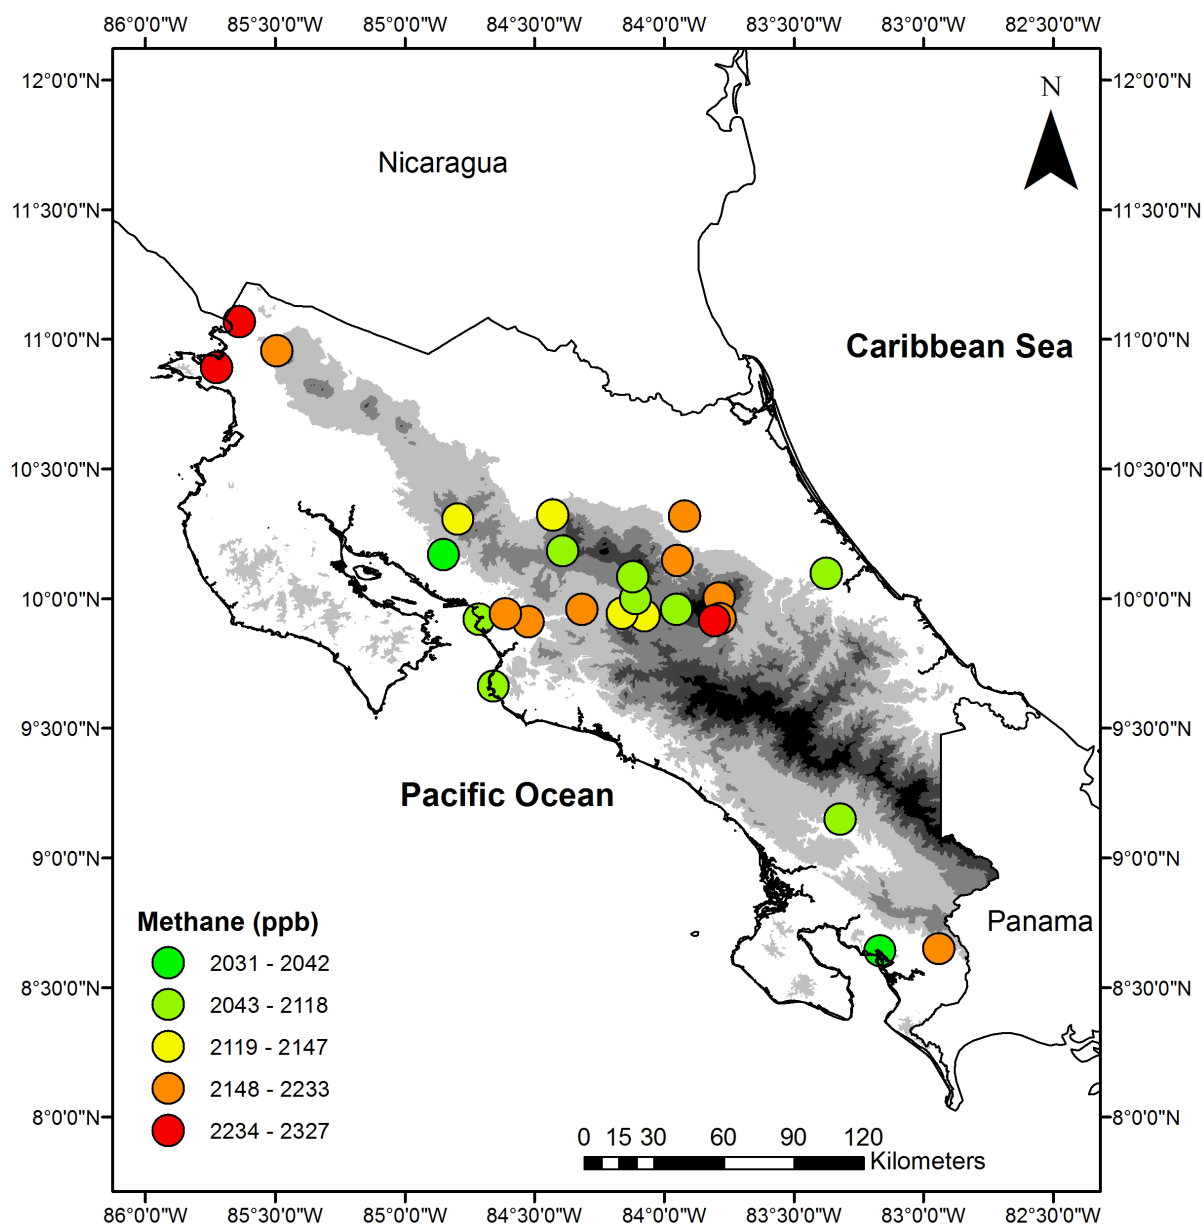 86°0'0"W 85°30'0"W 85°0'0"W 84°30'0"W 84°0'0"W 83°30'0"W 83°0'0"W 82°30'0"W
12°0'0"N 12°0'0"N
N
Nicaragua
11°30'0"N 11°30'0"N
11°0'0"N 11°0'0"N
Caribbean Sea
10°30'0"N 10°30'0"N
10°0'0"N 10°0'0"N
9°30'0"N 9°30'0"N
Pacific Ocean
9°0'0"N 9°0'0"N
Panama
Methane (ppb)
2031 - 2042
2043 - 2118
2119 - 2147
2148 - 2233
2234 - 2327
8°30'0"N 8°30'0"N
8°0'0"N 8°0'0"N
0 15 30 60 90 120
Kilometers
86°0'0"W 85°30'0"W 85°0'0"W 84°30'0"W 84°0'0"W 83°30'0"W 83°0'0"W 82°30'0"W